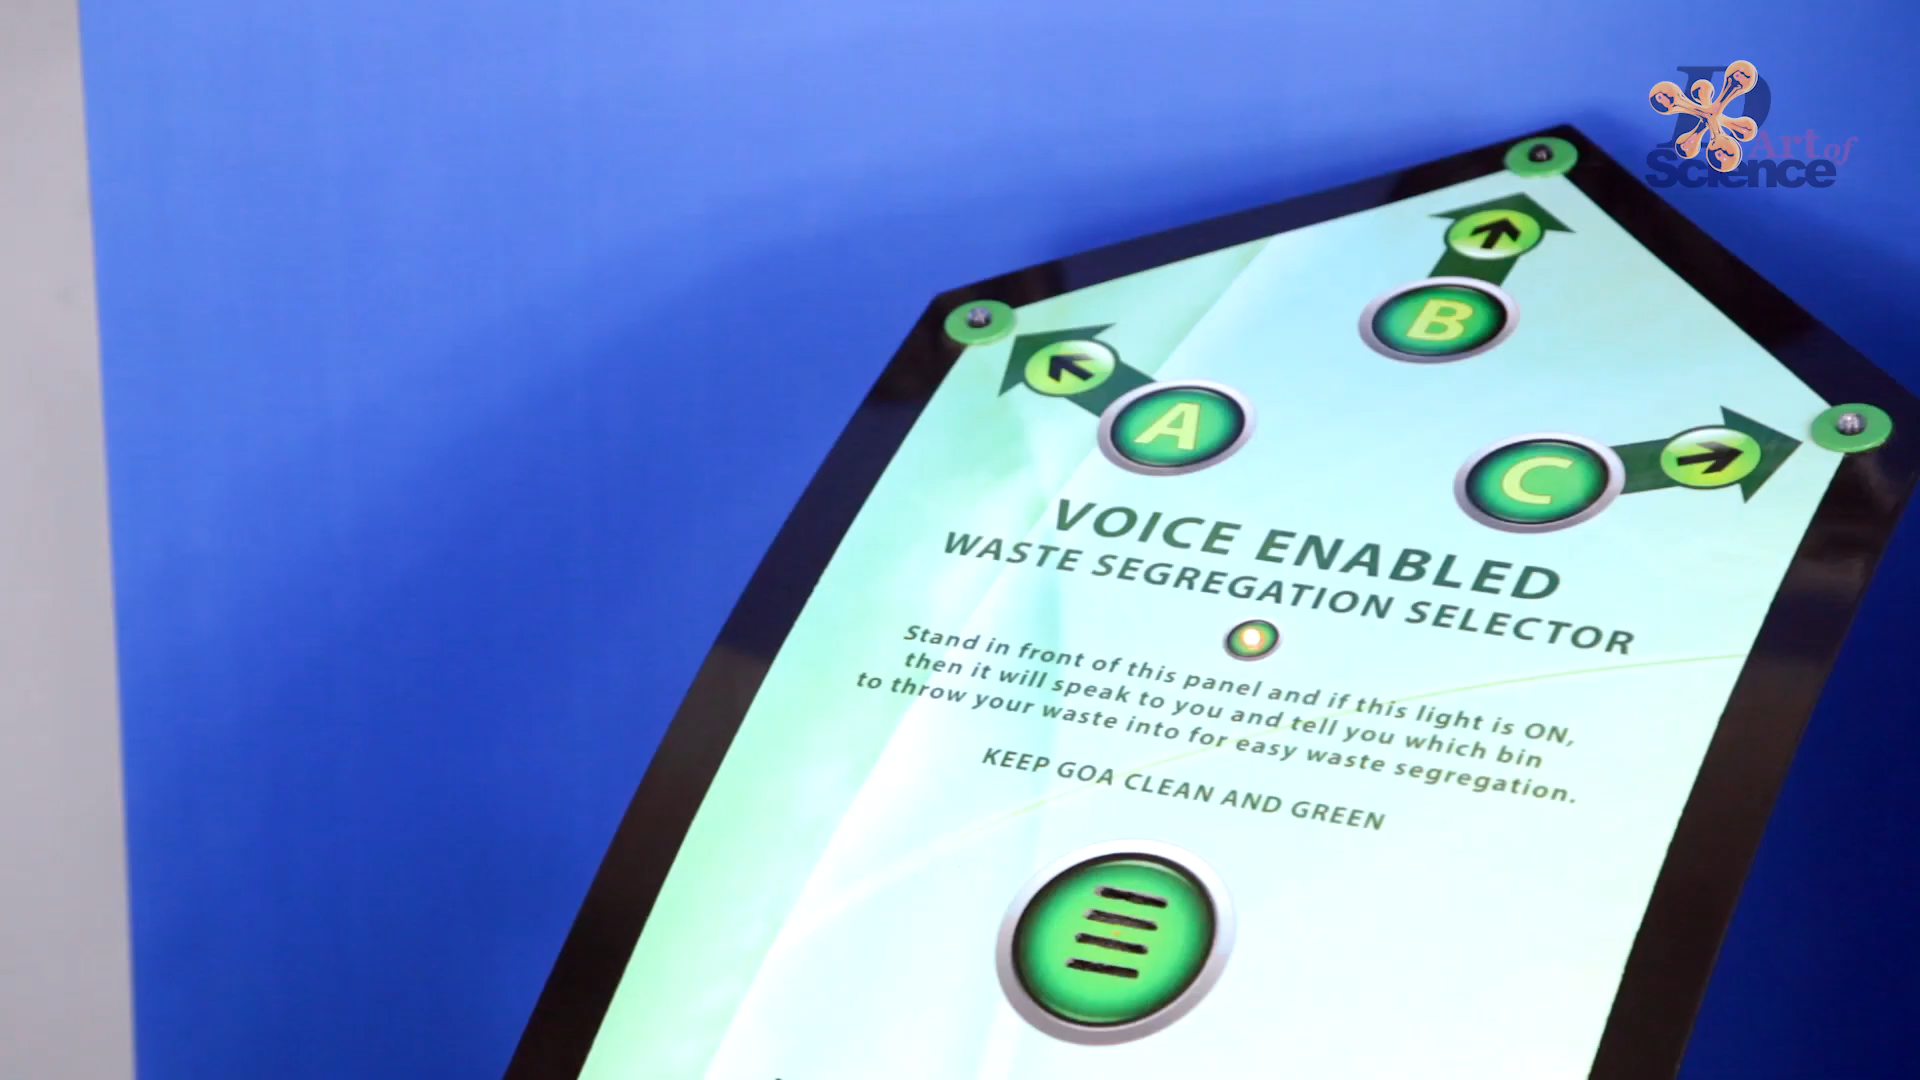 D
Art of
Science
B
A
C
VOICE ENABLED
WASTE SEGREGATION SELECTOR
Stand in front of this panel and if this light is ON,
then it will speak to you and tell you which bin
to throw your waste into for easy waste segregation.
KEEP GOA CLEAN AND GREEN